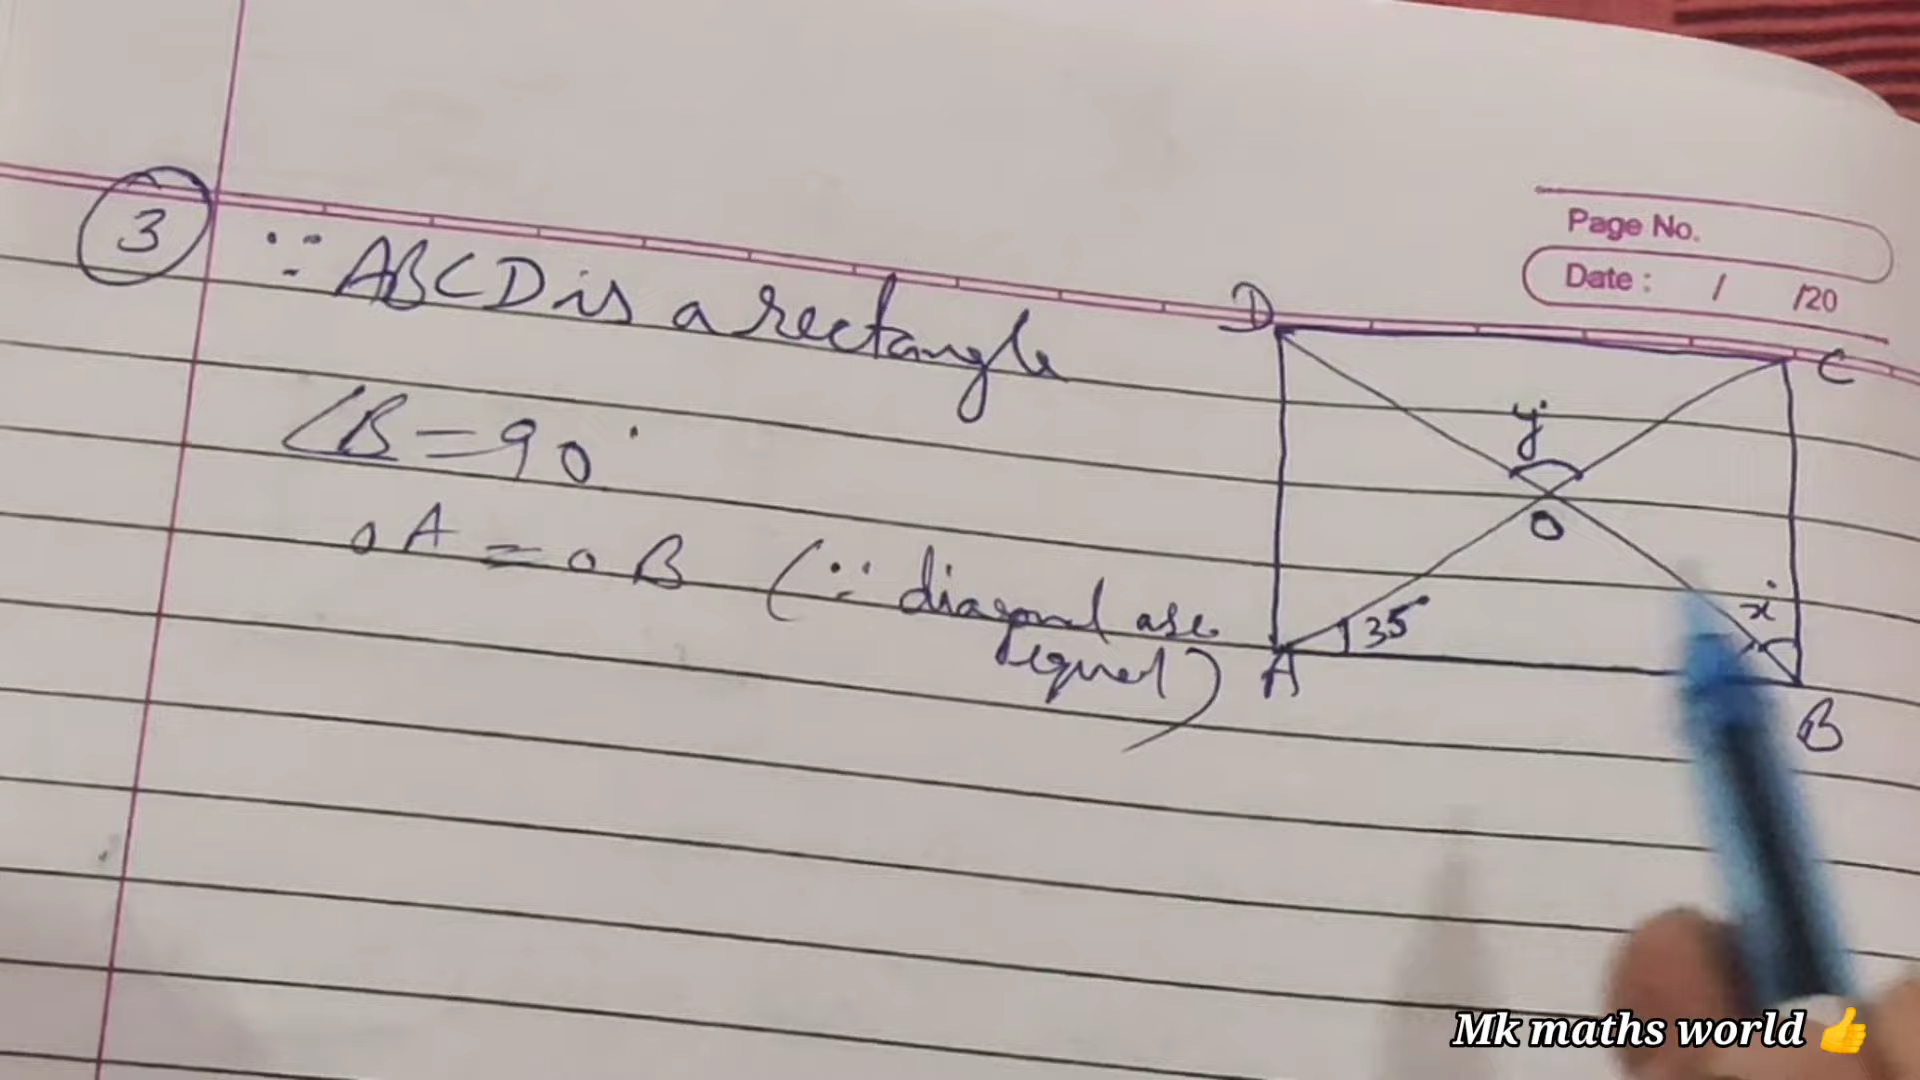 Page No.
Date : / /20
③ ∵ ABCD is a rectangle
∠B = 90°
OA = OB (∵ diagonal are
equal)
D
C
y°
O
35°
x°
A
B
Mk maths world 👍